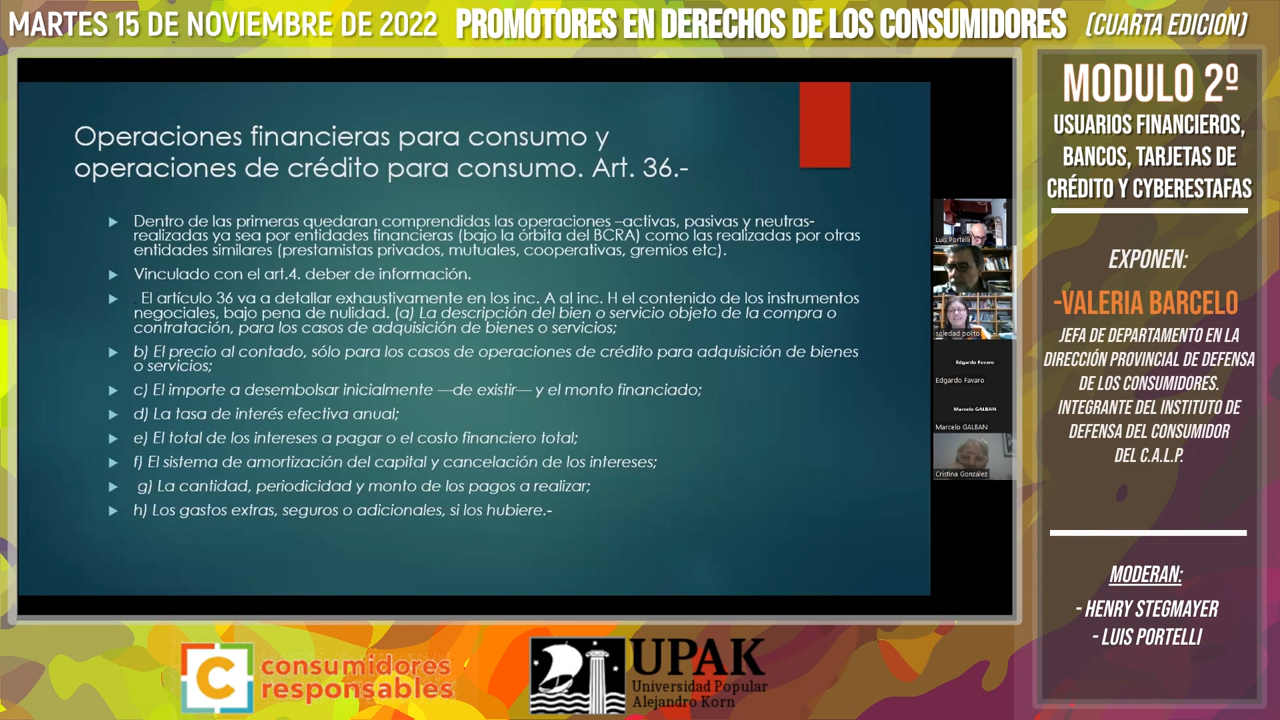 MARTES 15 DE NOVIEMBRE DE 2022 PROMOTORES EN DERECHOS DE LOS CONSUMIDORES (CUARTA EDICION)
Operaciones financieras para consumo y
operaciones de crédito para consumo. Art. 36.-
Dentro de las primeras quedaran comprendidas las operaciones –activas, pasivas y neutras-
realizadas ya sea por entidades financieras (bajo la órbita del BCRA) como las realizadas por otras
entidades similares (prestamistas privados, mutuales, cooperativas, gremios etc).
Vinculado con el art.4. deber de información.
. El artículo 36 va a detallar exhaustivamente en los inc. A al inc. H el contenido de los instrumentos
negociales, bajo pena de nulidad. (a) La descripción del bien o servicio objeto de la compra o
contratación, para los casos de adquisición de bienes o servicios;
b) El precio al contado, sólo para los casos de operaciones de crédito para adquisición de bienes
o servicios;
c) El importe a desembolsar inicialmente —de existir— y el monto financiado;
d) La tasa de interés efectiva anual;
e) El total de los intereses a pagar o el costo financiero total;
f) El sistema de amortización del capital y cancelación de los intereses;
g) La cantidad, periodicidad y monto de los pagos a realizar;
h) Los gastos extras, seguros o adicionales, si los hubiere.-
Luis Portelli
soledad polito
Edgardo Favaro
Edgardo Favaro
Marcelo GALBAN
Marcelo GALBAN
Cristina González
MODULO 2º
USUARIOS FINANCIEROS,
BANCOS, TARJETAS DE
CRÉDITO Y CYBERESTAFAS
EXPONEN:
-VALERIA BARCELO
JEFA DE DEPARTAMENTO EN LA
DIRECCIÓN PROVINCIAL DE DEFENSA
DE LOS CONSUMIDORES.
INTEGRANTE DEL INSTITUTO DE
DEFENSA DEL CONSUMIDOR
DEL C.A.L.P.
MODERAN:
- HENRY STEGMAYER
- LUIS PORTELLI
C
consumidores
responsables
UPAK
Universidad Popular
Alejandro Korn